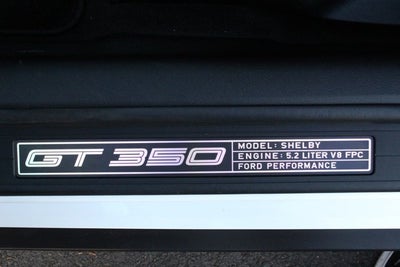 GT 350
MODEL: SHELBY
ENGINE: 5.2 LITER V8 FPC
FORD PERFORMANCE